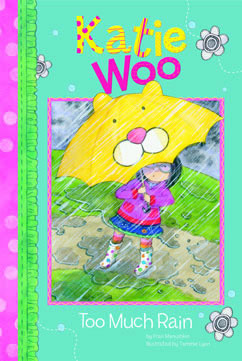 Katie
Woo
Too Much Rain
by Fran Manushkin
illustrated by Tammie Lyon